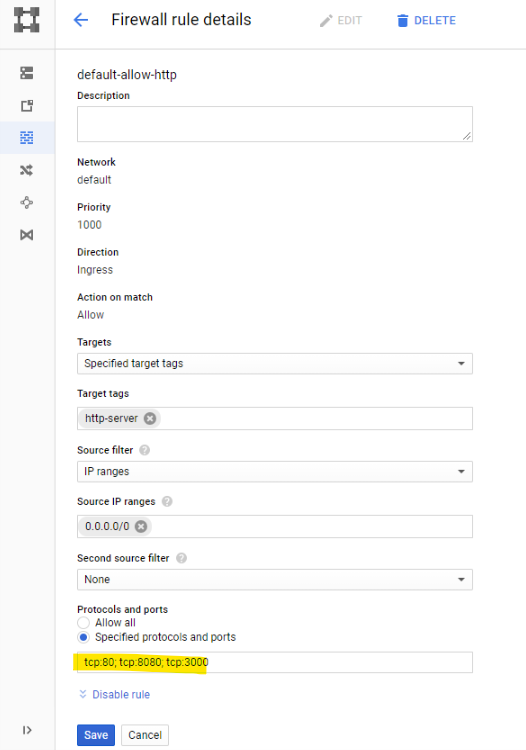 Firewall rule details
EDIT
DELETE
default-allow-http
Description
Network
default
Priority
1000
Direction
Ingress
Action on match
Allow
Targets
Specified target tags
Target tags
http-server
Source filter
IP ranges
Source IP ranges
0.0.0.0/0
Second source filter
None
Protocols and ports
Allow all
Specified protocols and ports
tcp:80; tcp:8080; tcp:3000
Disable rule
Save
Cancel